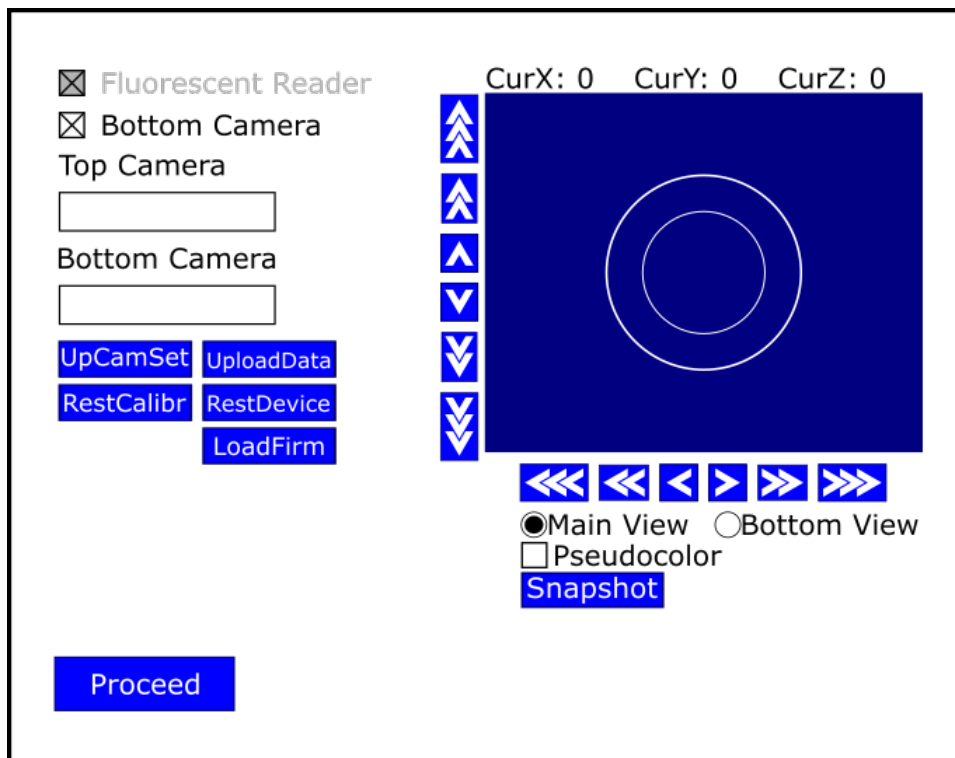 Fluorescent Reader
Bottom Camera
Top Camera
Bottom Camera
UpCamSet UploadData
RestCalibr RestDevice
LoadFirm
Proceed
CurX: 0 CurY: 0 CurZ: 0
Main View Bottom View
Pseudocolor
Snapshot